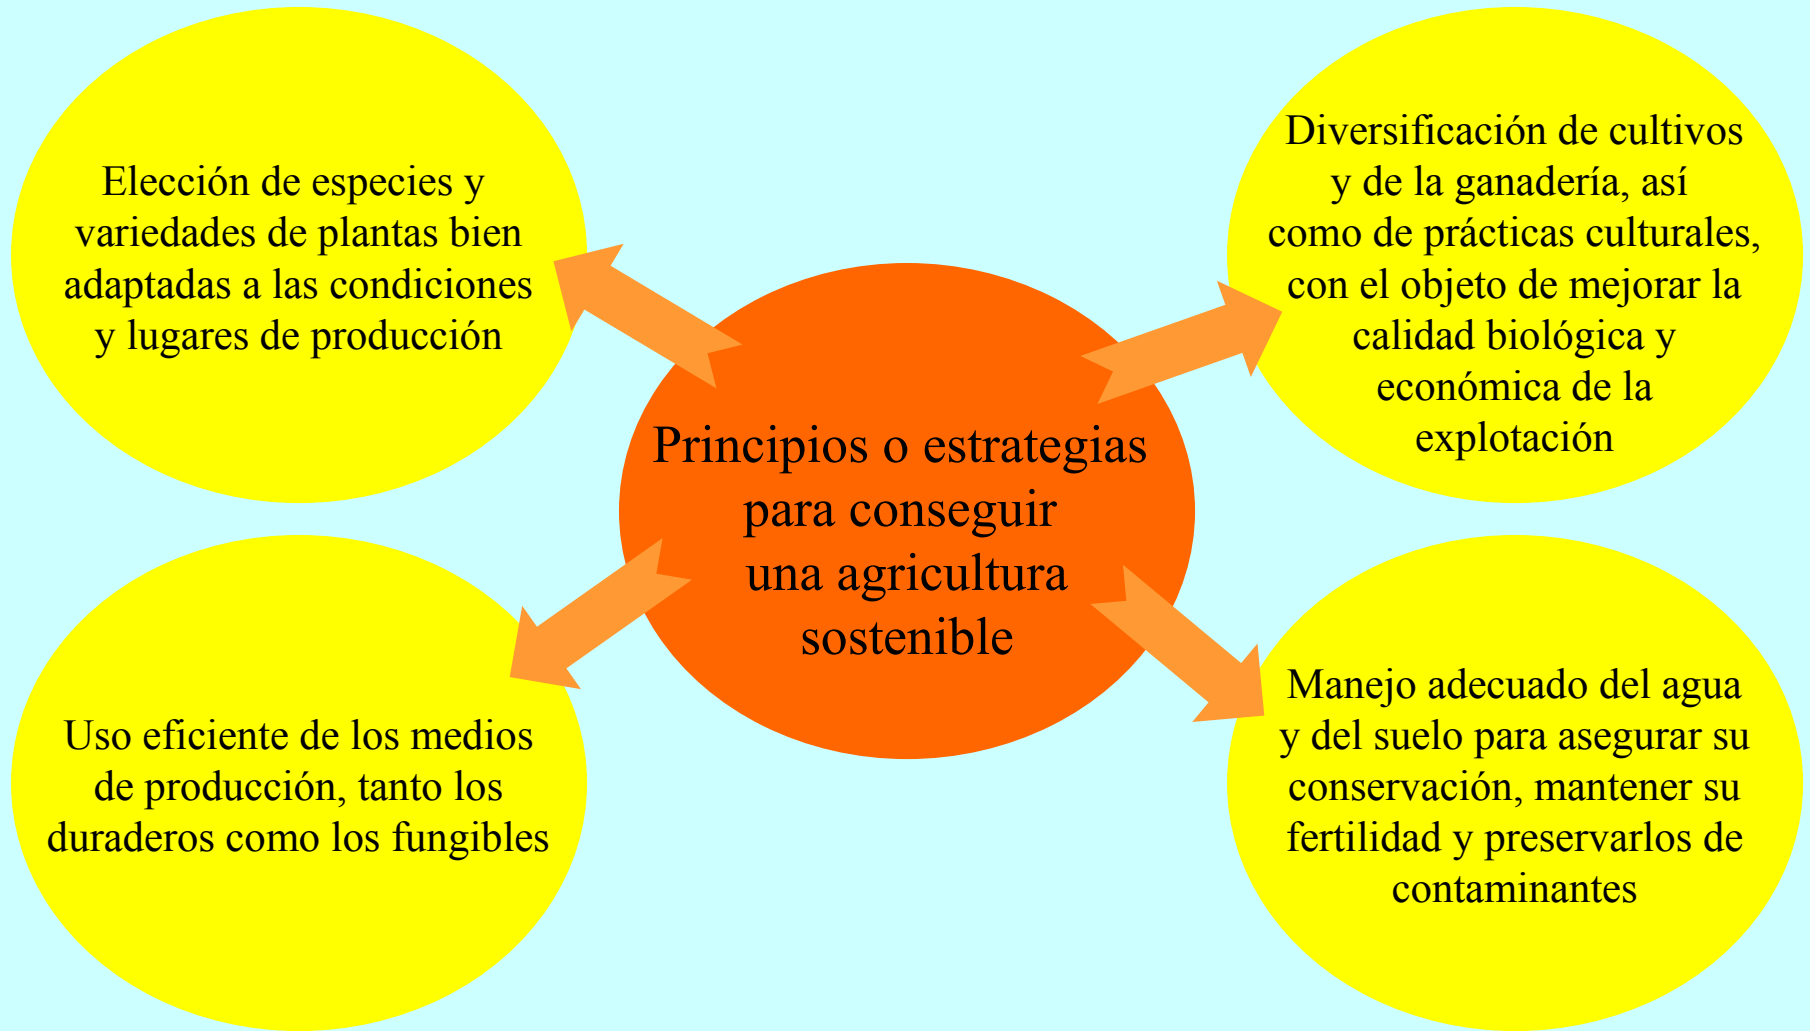 Elección de especies y
variedades de plantas bien
adaptadas a las condiciones
y lugares de producción
Diversificación de cultivos
y de la ganadería, así
como de prácticas culturales,
con el objeto de mejorar la
calidad biológica y
económica de la
explotación
Principios o estrategias
para conseguir
una agricultura
sostenible
Uso eficiente de los medios
de producción, tanto los
duraderos como los fungibles
Manejo adecuado del agua
y del suelo para asegurar su
conservación, mantener su
fertilidad y preservarlos de
contaminantes